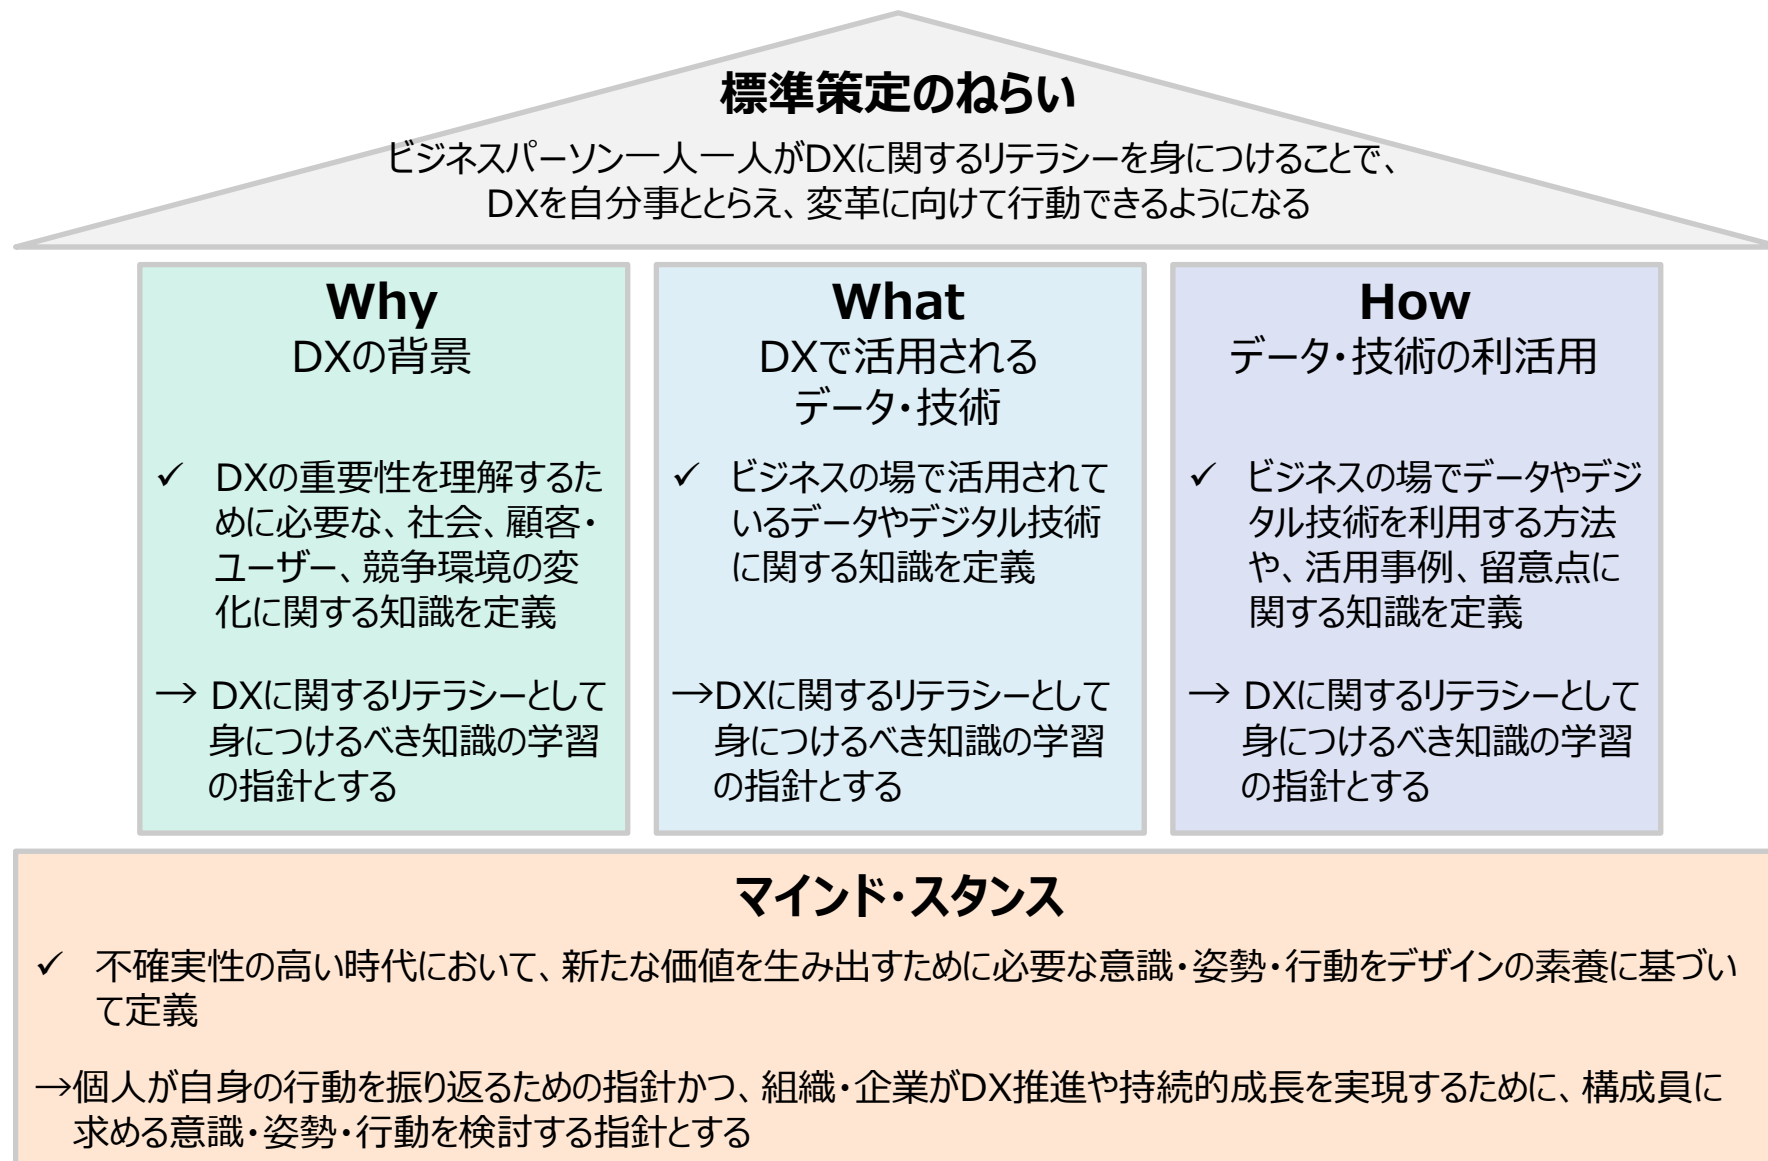 標準策定のねらい
ビジネスパーソン一人一人がDXに関するリテラシーを身につけることで、
DXを自分事ととらえ、変革に向けて行動できるようになる
Why
DXの背景
✓ DXの重要性を理解するた
めに必要な、社会、顧客・
ユーザー、競争環境の変
化に関する知識を定義
→ DXに関するリテラシーとして
身につけるべき知識の学習
の指針とする
What
DXで活用される
データ・技術
✓ ビジネスの場で活用されて
いるデータやデジタル技術
に関する知識を定義
→DXに関するリテラシーとして
身につけるべき知識の学習
の指針とする
How
データ・技術の利活用
✓ ビジネスの場でデータやデジ
タル技術を利用する方法
や、活用事例、留意点に
関する知識を定義
→ DXに関するリテラシーとして
身につけるべき知識の学習
の指針とする
マインド・スタンス
✓ 不確実性の高い時代において、新たな価値を生み出すために必要な意識・姿勢・行動をデザインの素養に基づい
て定義
→個人が自身の行動を振り返るための指針かつ、組織・企業がDX推進や持続的成長を実現するために、構成員に
求める意識・姿勢・行動を検討する指針とする